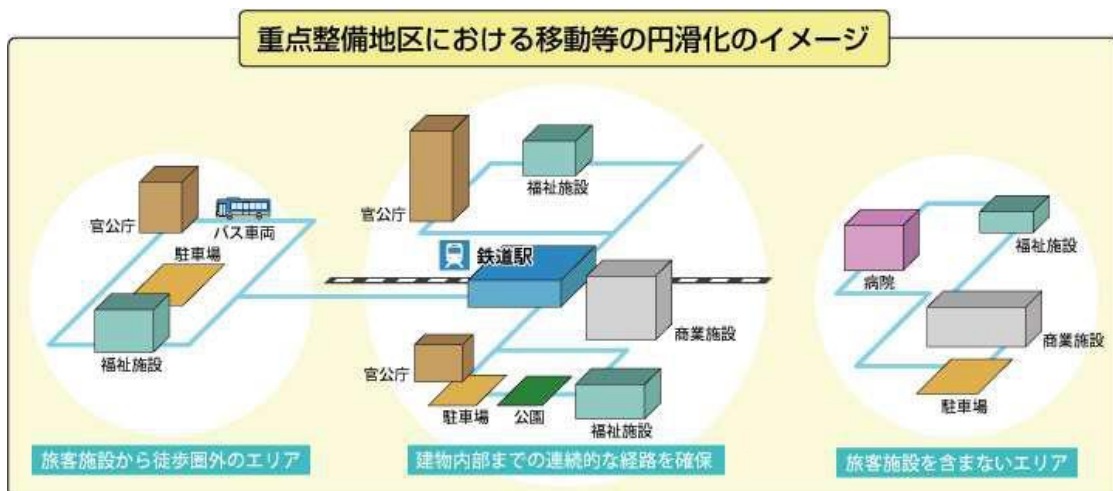 重点整備地区における移動等の円滑化のイメージ
官公庁
バス車両
駐車場
福祉施設
旅客施設から徒歩圏外のエリア
官公庁
福祉施設
鉄道駅
商業施設
官公庁
駐車場
公園
福祉施設
建物内部までの連続的な経路を確保
病院
福祉施設
商業施設
駐車場
旅客施設を含まないエリア